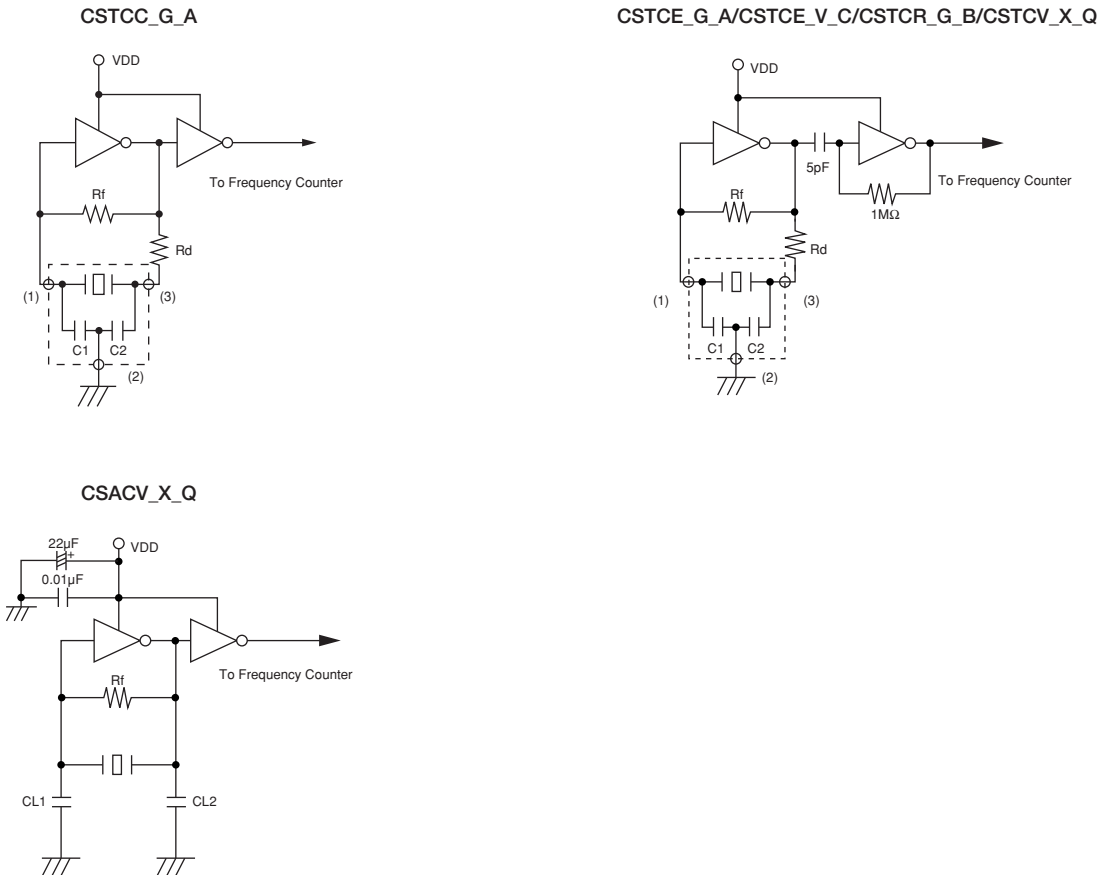 CSTCC_G_A
VDD
To Frequency Counter
Rf
Rd
(1)
(3)
C1 C2
(2)
CSTCE_G_A/CSTCE_V_C/CSTCR_G_B/CSTCV_X_Q
VDD
5pF
To Frequency Counter
Rf
1MΩ
Rd
(1)
(3)
C1 C2
(2)
CSACV_X_Q
22µF
+
VDD
0.01µF
To Frequency Counter
Rf
CL1
CL2